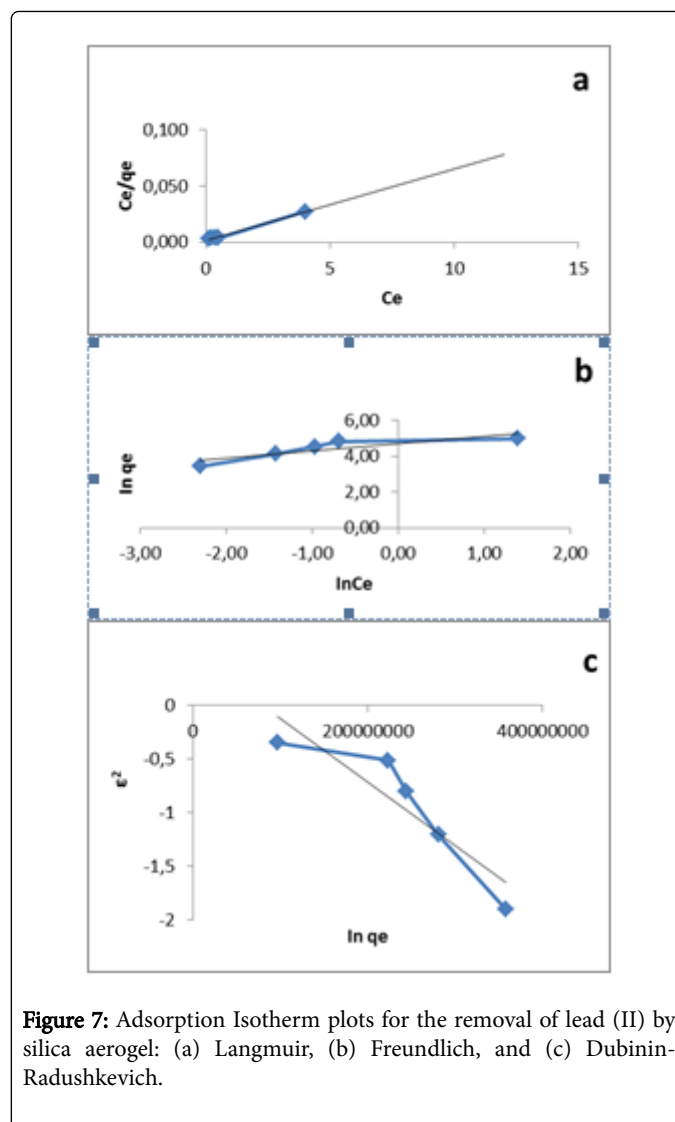 a
0,100
0,050
0,000
Ce/qe
0
5
10
15
Ce
b
6,00
4,00
2,00
0,00
ln qe
-3,00
-2,00
-1,00
0,00
1,00
2,00
lnCe
c
0
0
200000000
400000000
-0,5
-1
-1,5
-2
ε²
ln qe
Figure 7: Adsorption Isotherm plots for the removal of lead (II) by
silica aerogel: (a) Langmuir, (b) Freundlich, and (c) Dubinin-
Radushkevich.